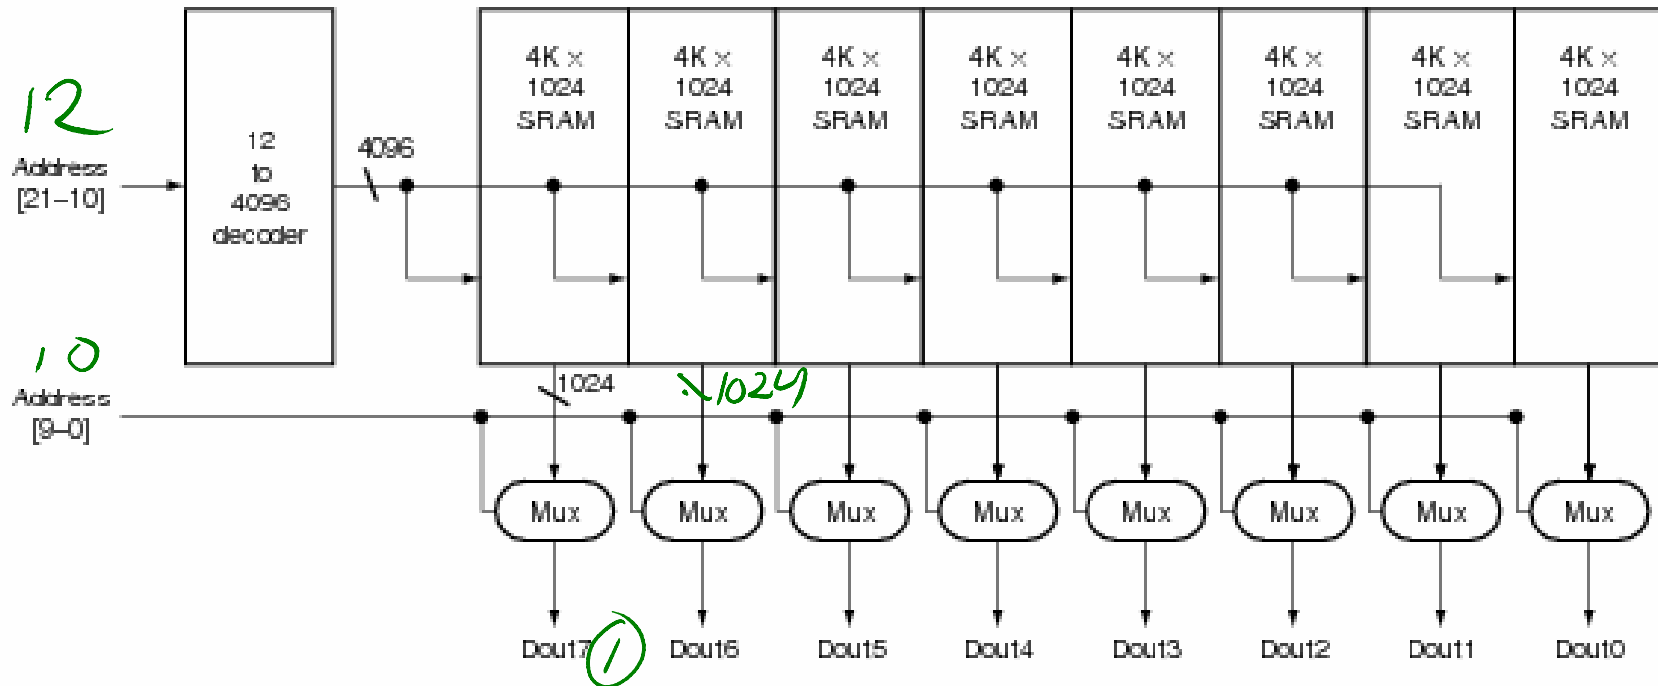 4K × 4K × 4K × 4K × 4K × 4K × 4K × 4K ×
1024 1024 1024 1024 1024 1024 1024 1024
SRAM SRAM SRAM SRAM SRAM SRAM SRAM SRAM
12
Address
[21–10]
12
to
4096
decoder
4096
10
Address
[9–0]
1024
1024
Mux Mux Mux Mux Mux Mux Mux Mux
Dout7 Dout6 Dout5 Dout4 Dout3 Dout2 Dout1 Dout0
1